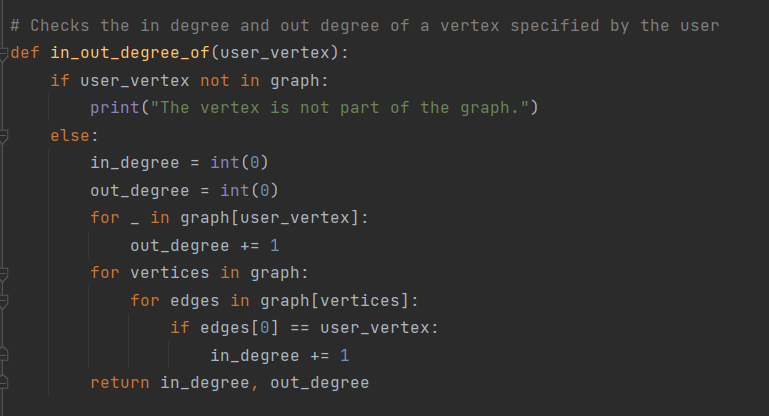 # Checks the in degree and out degree of a vertex specified by the user
def in_out_degree_of(user_vertex):
    if user_vertex not in graph:
        print("The vertex is not part of the graph.")
    else:
        in_degree = int(0)
        out_degree = int(0)
        for _ in graph[user_vertex]:
            out_degree += 1
        for vertices in graph:
            for edges in graph[vertices]:
                if edges[0] == user_vertex:
                    in_degree += 1
        return in_degree, out_degree